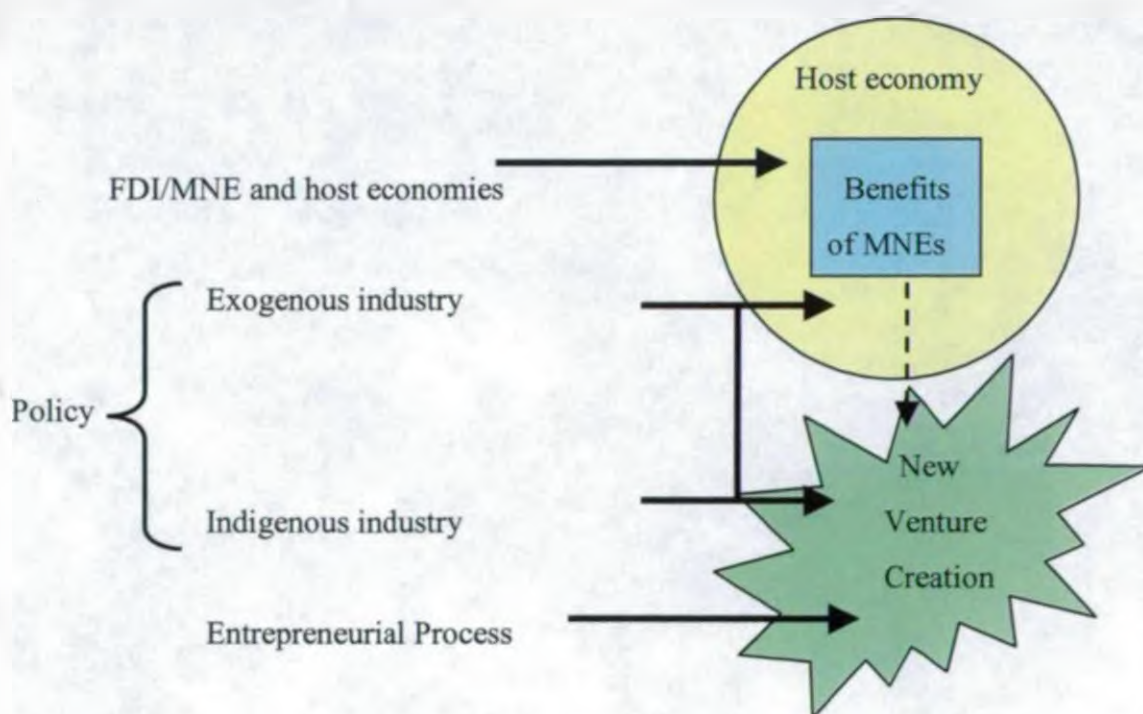 Host economy
FDI/MNE and host economies
Benefits
of MNEs
Exogenous industry
Policy
New
Indigenous industry
Venture
Creation
Entrepreneurial Process